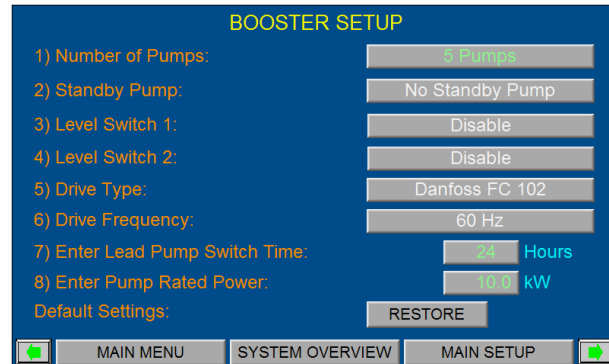 BOOSTER SETUP
1) Number of Pumps: 5 Pumps
2) Standby Pump: No Standby Pump
3) Level Switch 1: Disable
4) Level Switch 2: Disable
5) Drive Type: Danfoss FC 102
6) Drive Frequency: 60 Hz
7) Enter Lead Pump Switch Time: 24 Hours
8) Enter Pump Rated Power: 10.0 kW
Default Settings: RESTORE
MAIN MENU SYSTEM OVERVIEW MAIN SETUP